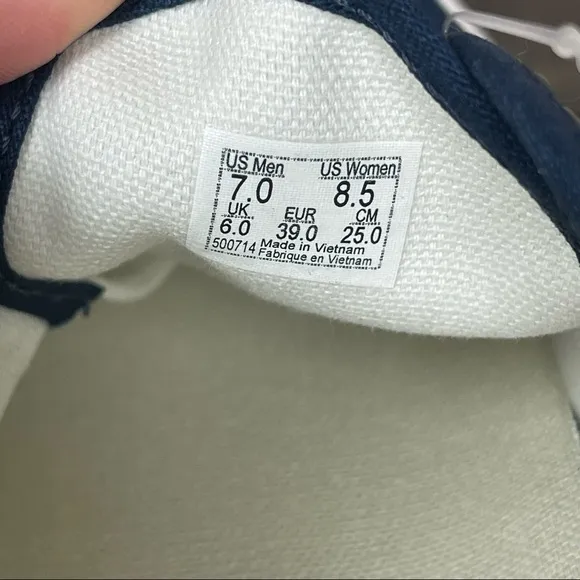 US Men US Women
7.0 8.5
UK EUR CM
6.0 39.0 25.0
500714 Made in Vietnam
Fabrique en Vietnam